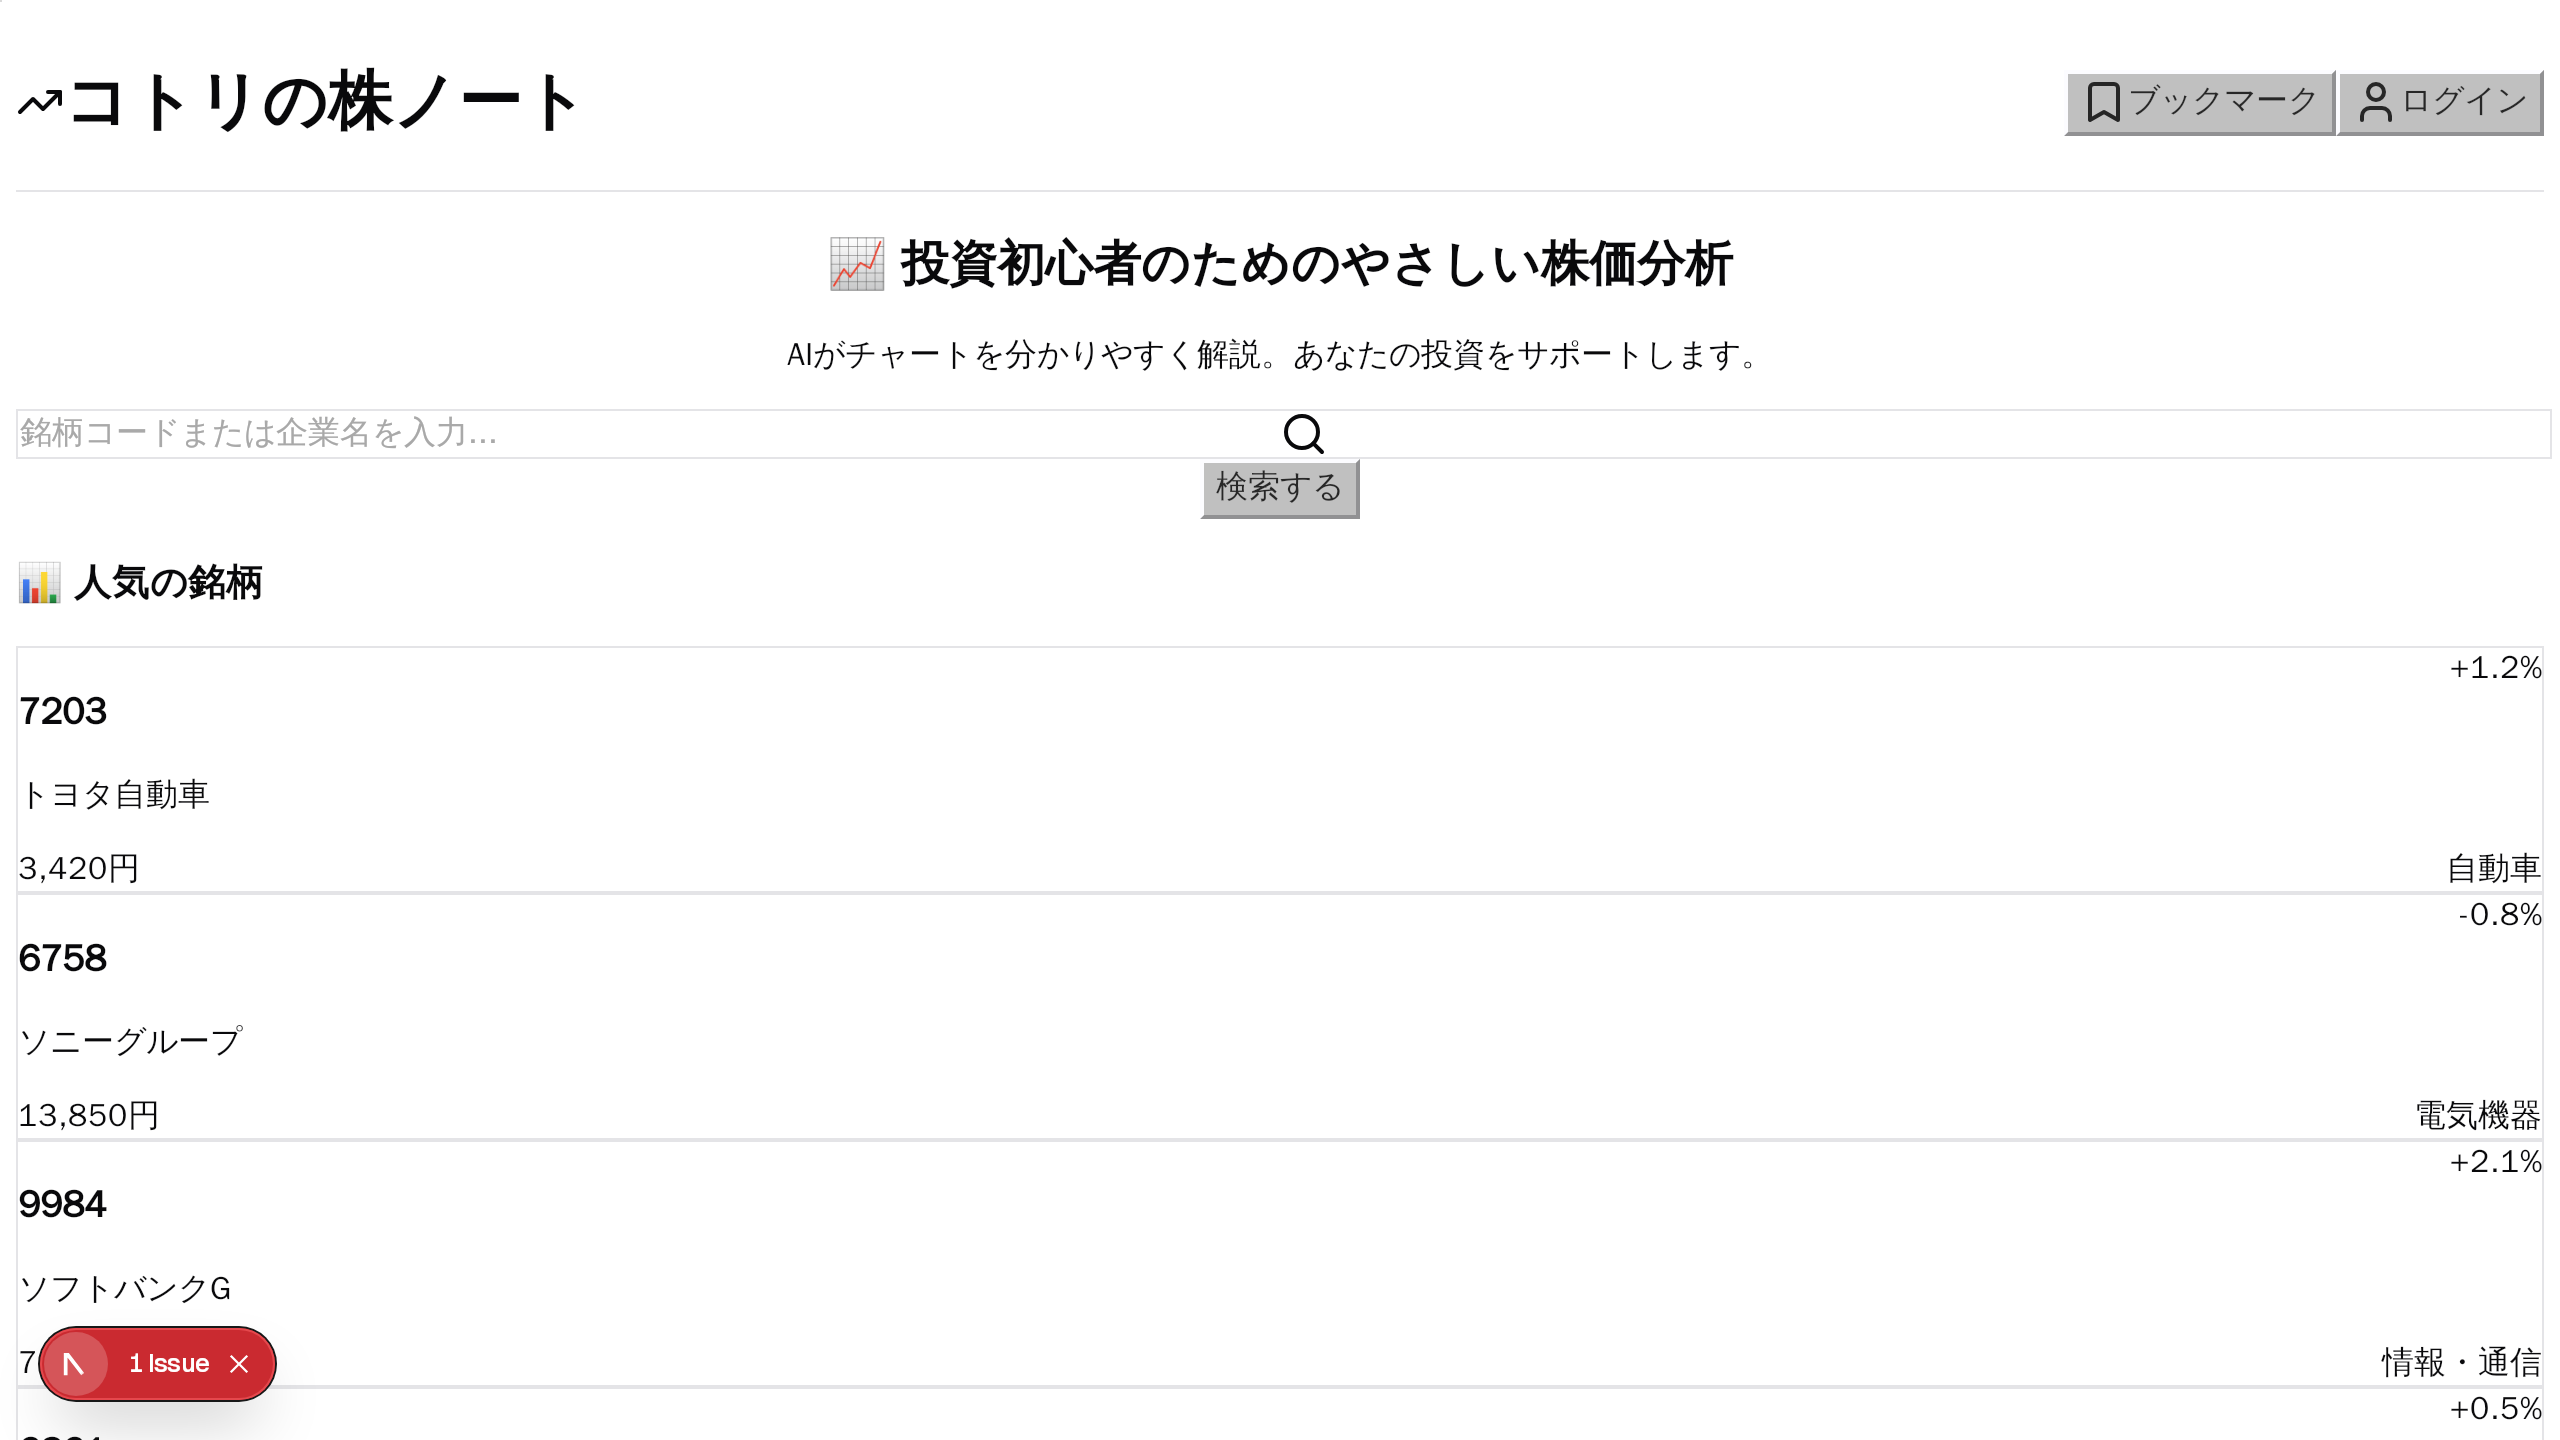 コトリの株ノート
ブックマーク
ログイン
投資初心者のためのやさしい株価分析
AIがチャートを分かりやすく解説。あなたの投資をサポートします。
銘柄コードまたは企業名を入力...
検索する
人気の銘柄
+1.2%
7203
トヨタ自動車
3,420円 自動車
-0.8%
6758
ソニーグループ
13,850円 電気機器
+2.1%
9984
ソフトバンクG
7 情報・通信
1 Issue
+0.5%